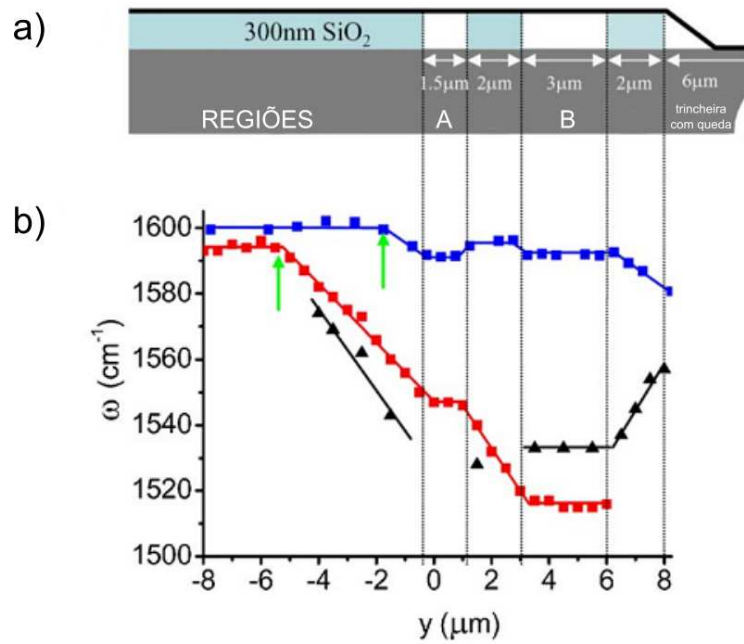 a)
300nm SiO₂
1.5μm 2μm 3μm 2μm 6μm
REGIÕES A B trincheira
com queda
b)
1600
1580
1560
1540
1520
1500
ω (cm⁻¹)
-8 -6 -4 -2 0 2 4 6 8
y (μm)